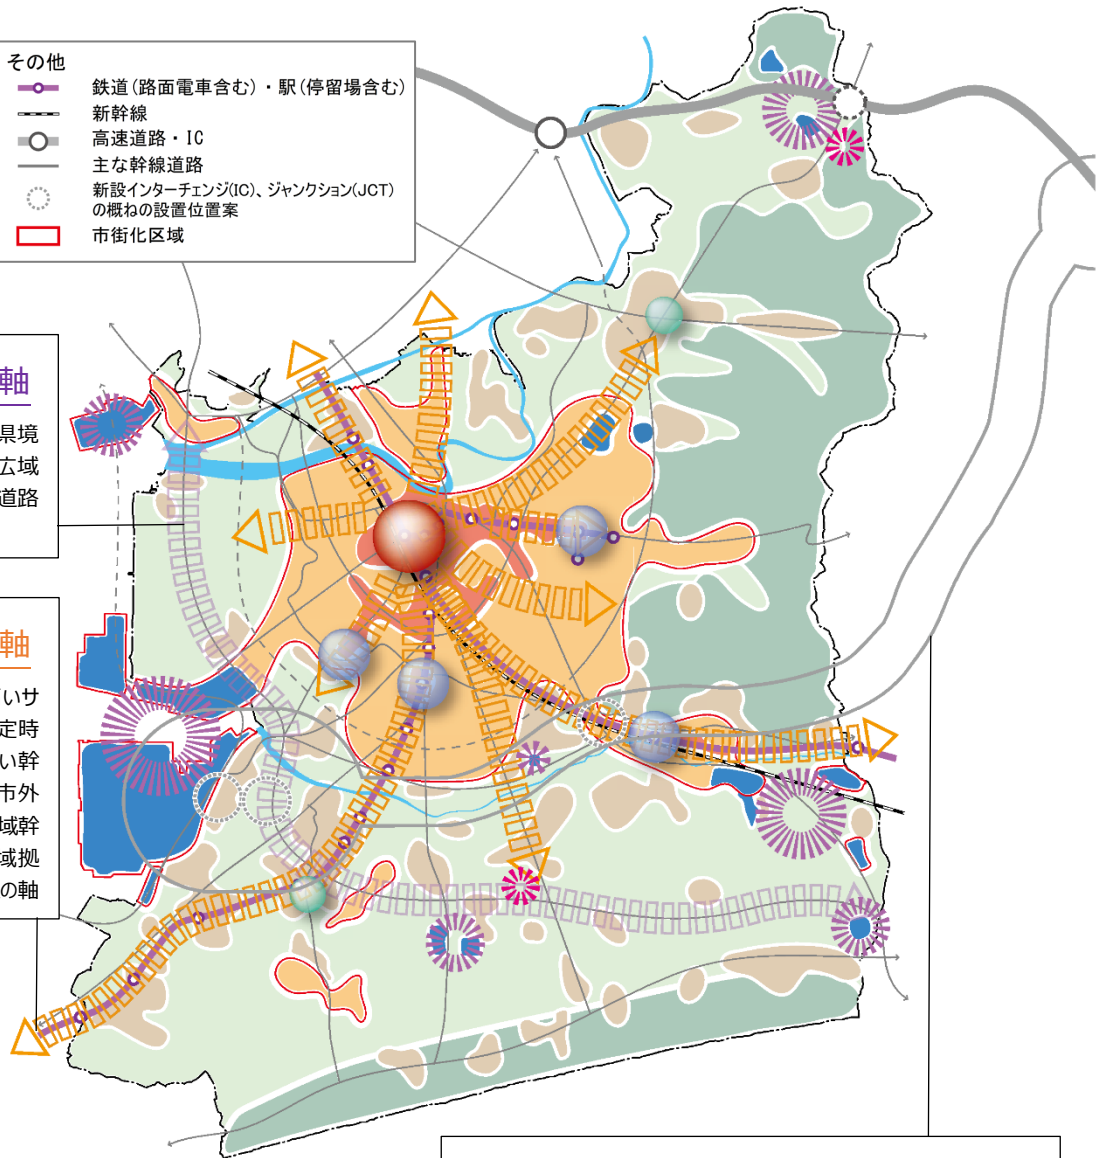 その他
鉄道(路面電車含む)・駅(停留場含む)
新幹線
高速道路・IC
主な幹線道路
新設インターチェンジ(IC)、ジャンクション(JCT)
の概ねの設置位置案
市街化区域
軸
県境
広域
道路
軸
いサ
定時
い幹
市外
域幹
域拠
の軸